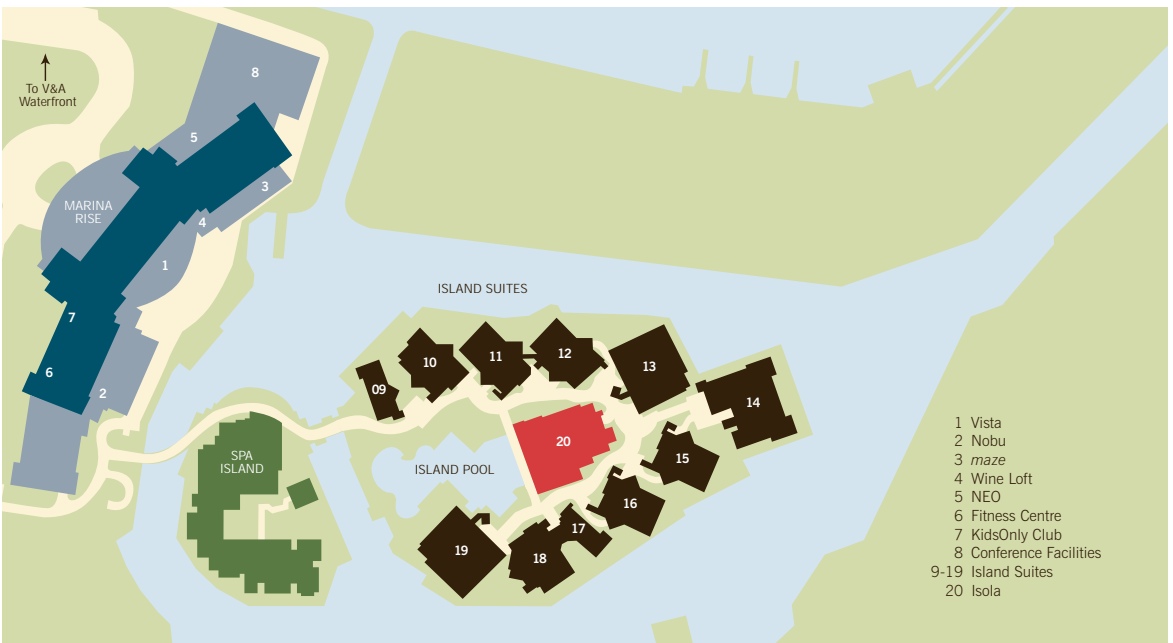 To V&A
Waterfront
8
5
3
MARINA
RISE
4
1
7
6
2
ISLAND SUITES
09
10
11
12
13
14
20
15
16
17
18
19
ISLAND POOL
SPA
ISLAND
1 Vista
2 Nobu
3 maze
4 Wine Loft
5 NEO
6 Fitness Centre
7 KidsOnly Club
8 Conference Facilities
9-19 Island Suites
20 Isola